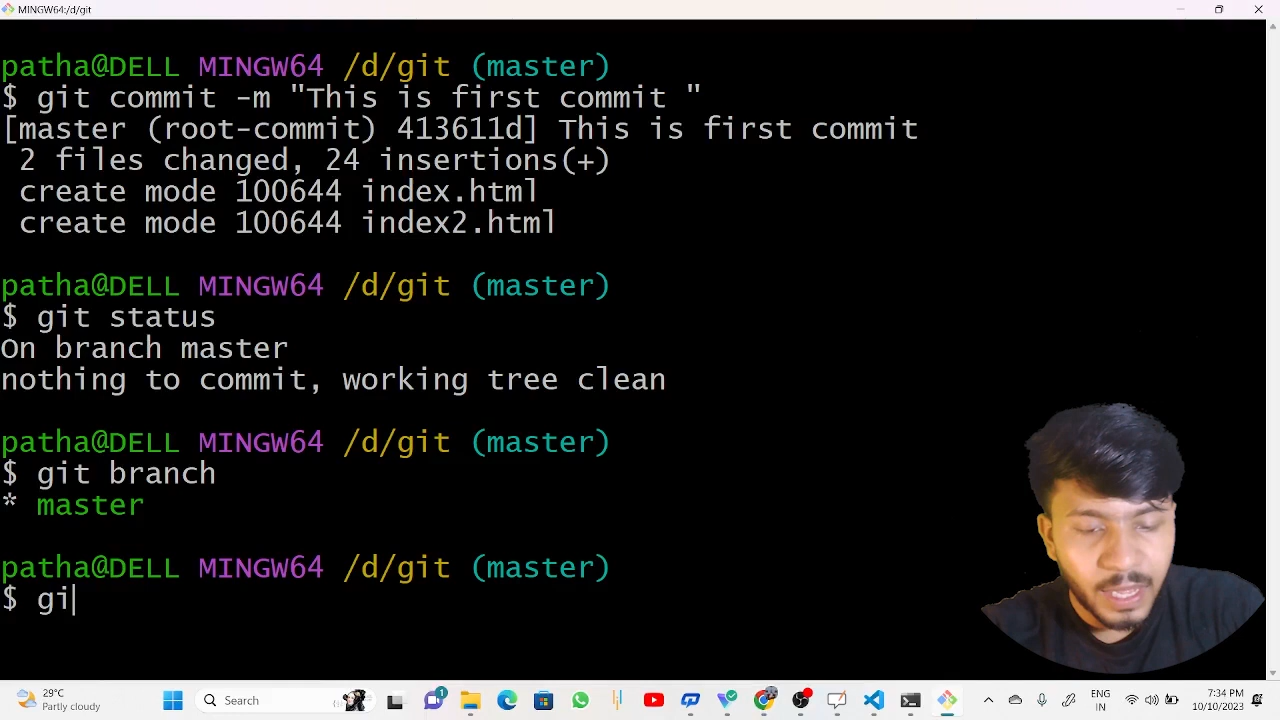 MINGW64:/d/git
patha@DELL MINGW64 /d/git (master)
$ git commit -m "This is first commit "
[master (root-commit) 413611d] This is first commit
 2 files changed, 24 insertions(+)
 create mode 100644 index.html
 create mode 100644 index2.html
patha@DELL MINGW64 /d/git (master)
$ git status
On branch master
nothing to commit, working tree clean
patha@DELL MINGW64 /d/git (master)
$ git branch
* master
patha@DELL MINGW64 /d/git (master)
$ gi
29°C
Partly cloudy
Search
1
ENG
IN
7:34 PM
10/10/2023